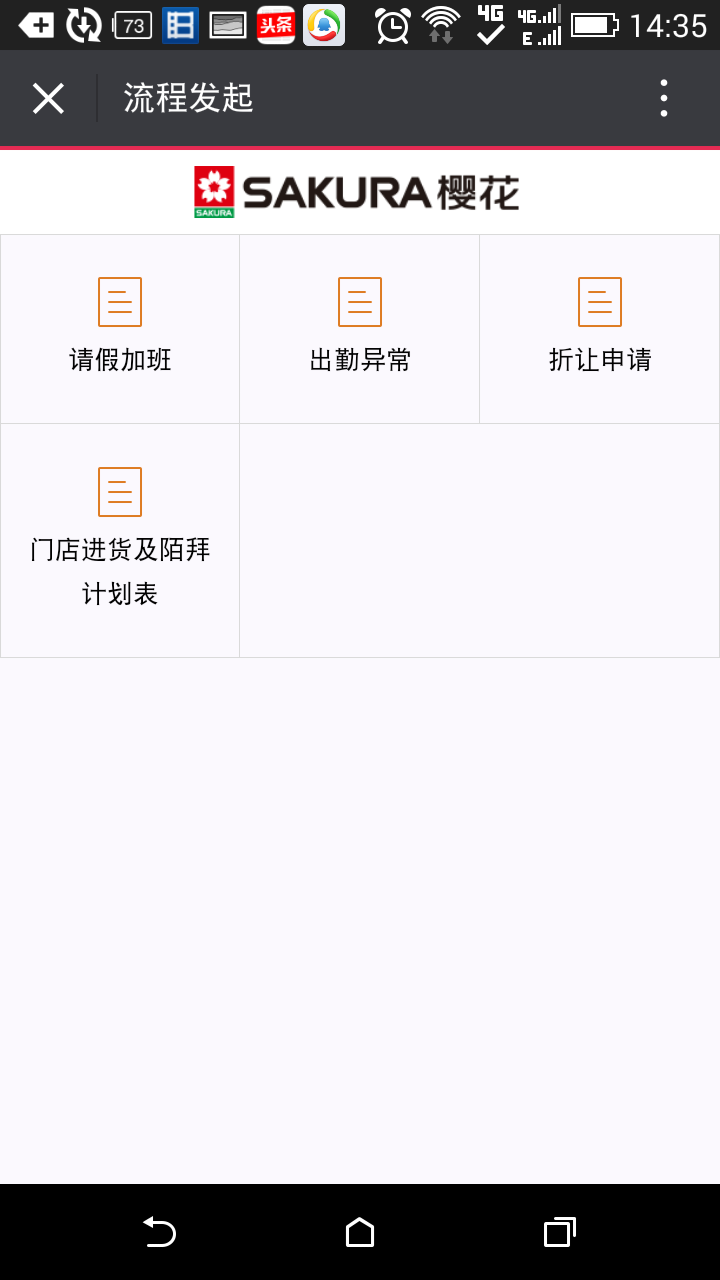 73 头条 4G 4G E 14:35
流程发起
SAKURA SAKURA樱花
请假加班 出勤异常 折让申请
门店进货及陌拜
计划表